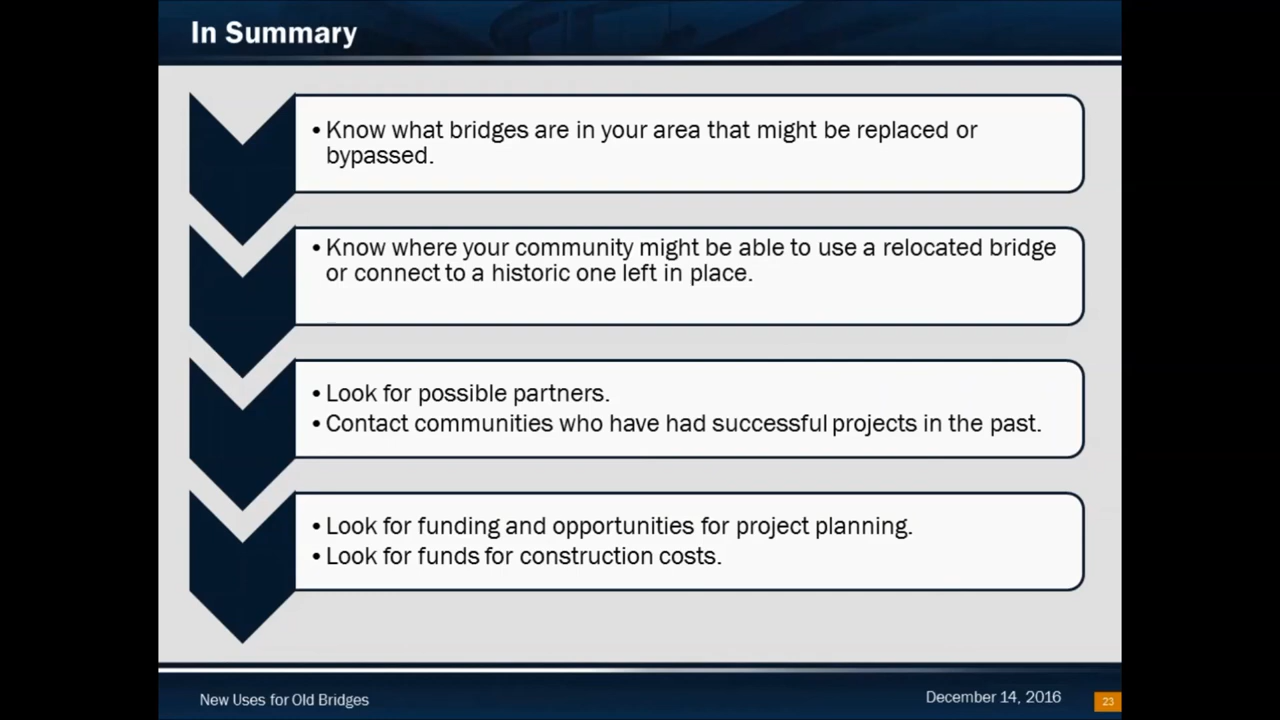 In Summary
• Know what bridges are in your area that might be replaced or
bypassed.
• Know where your community might be able to use a relocated bridge
or connect to a historic one left in place.
• Look for possible partners.
• Contact communities who have had successful projects in the past.
• Look for funding and opportunities for project planning.
• Look for funds for construction costs.
New Uses for Old Bridges
December 14, 2016
23